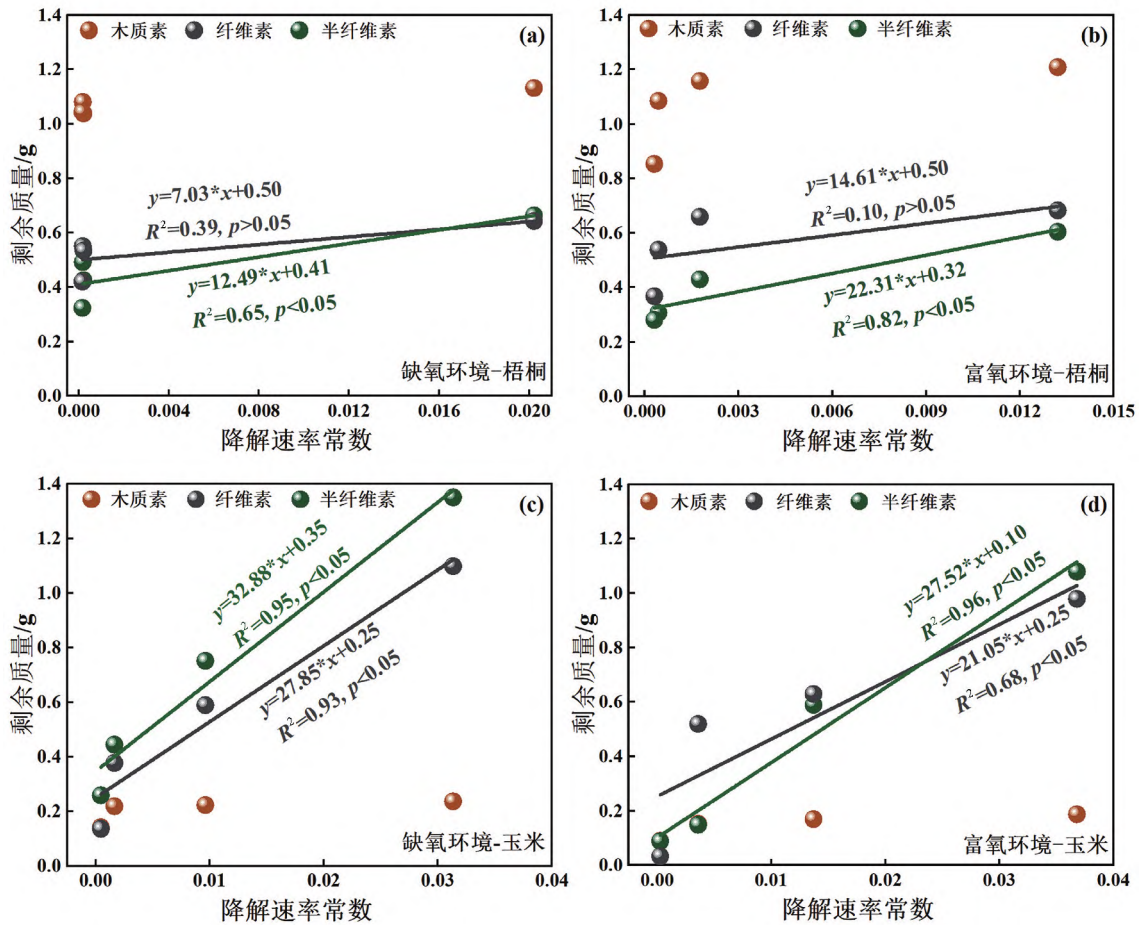 剩余质量/g
1.4
1.2
1.0
0.8
0.6
0.4
0.2
0.0
木质素 纤维素 半纤维素 (a)
y=7.03*x+0.50
R²=0.39, p>0.05
y=12.49*x+0.41
R²=0.65, p<0.05
缺氧环境-梧桐
0.000 0.004 0.008 0.012 0.016 0.020
降解速率常数
剩余质量/g
1.4
1.2
1.0
0.8
0.6
0.4
0.2
0.0
木质素 纤维素 半纤维素 (b)
y=14.61*x+0.50
R²=0.10, p>0.05
y=22.31*x+0.32
R²=0.82, p<0.05
富氧环境-梧桐
0.000 0.003 0.006 0.009 0.012 0.015
降解速率常数
剩余质量/g
1.4
1.2
1.0
0.8
0.6
0.4
0.2
0.0
木质素 纤维素 半纤维素 (c)
y=32.88*x+0.35
R²=0.95, p<0.05
y=27.85*x+0.25
R²=0.93, p<0.05
缺氧环境-玉米
0.00 0.01 0.02 0.03 0.04
降解速率常数
剩余质量/g
1.4
1.2
1.0
0.8
0.6
0.4
0.2
0.0
木质素 纤维素 半纤维素 (d)
y=27.52*x+0.10
R²=0.96, p<0.05
y=21.05*x+0.25
R²=0.68, p<0.05
富氧环境-玉米
0.00 0.01 0.02 0.03 0.04
降解速率常数